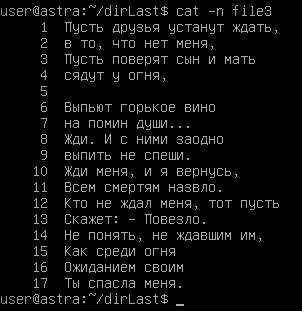 user@astra:~/dirLast$ cat -n file3
1 Пусть друзья устанут ждать,
2 в то, что нет меня,
3 Пусть поверят сын и мать
4 сядут у огня,
5
6 Выпьют горькое вино
7 на помин души...
8 Жди. И с ними заодно
9 выпить не спеши.
10 Жди меня, и я вернусь,
11 Всем смертям назвло.
12 Кто не ждал меня, тот пусть
13 Скажет: - Повезло.
14 Не понять, не ждавшим им,
15 Как среди огня
16 Ожиданием своим
17 Ты спасла меня.
user@astra:~/dirLast$ _